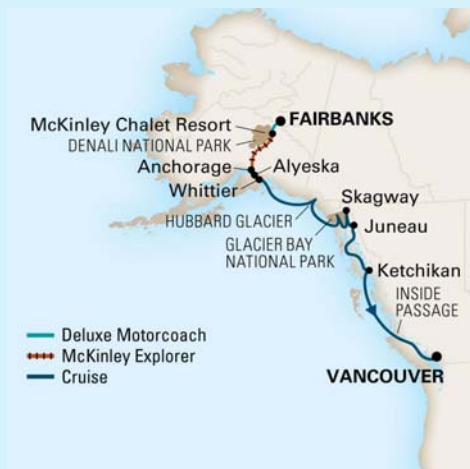 FAIRBANKS
McKinley Chalet Resort
DENALI NATIONAL PARK
Anchorage
Alyeska
Whittier
Skagway
HUBBARD GLACIER
Juneau
GLACIER BAY
NATIONAL PARK
Ketchikan
INSIDE
PASSAGE
Deluxe Motorcoach
McKinley Explorer
Cruise
VANCOUVER